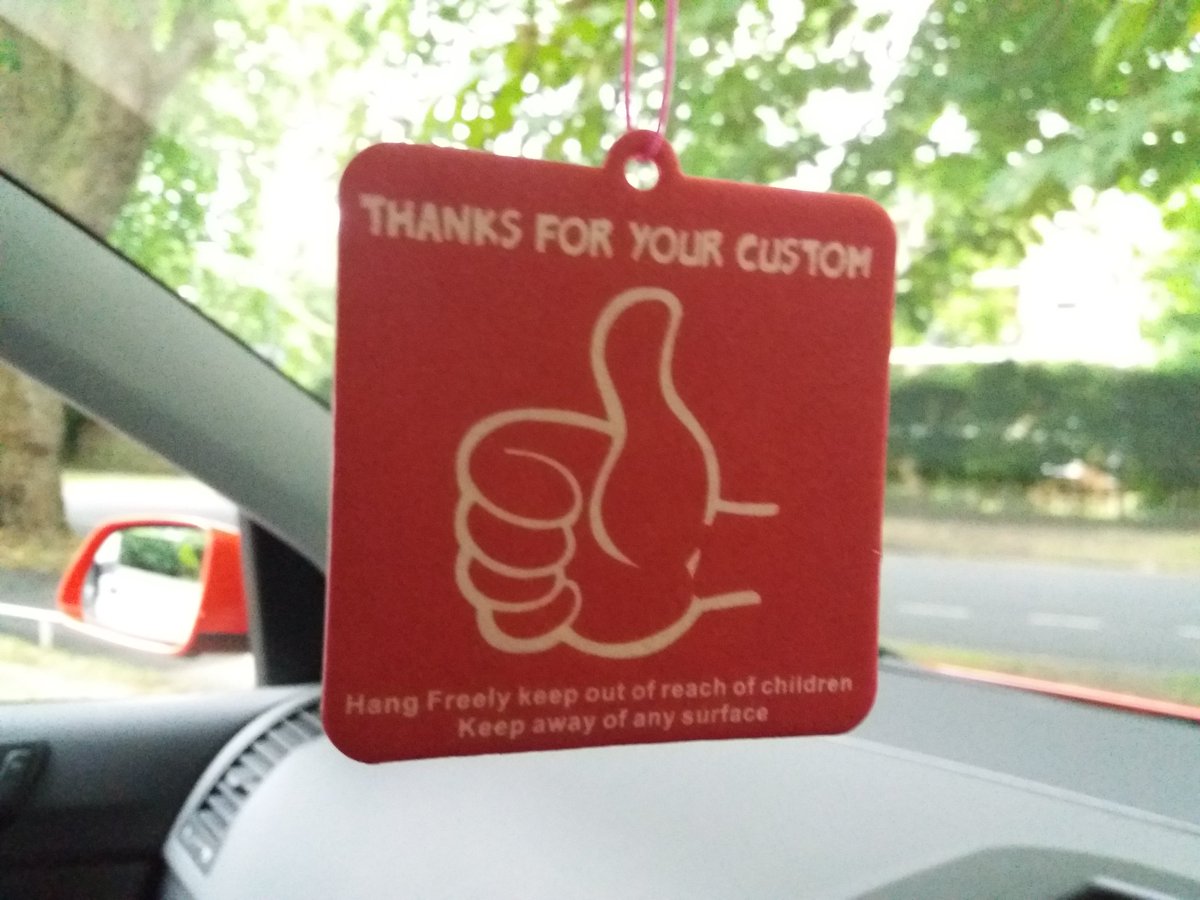 THANKS FOR YOUR CUSTOM
Hang Freely keep out of reach of children
Keep away of any surface